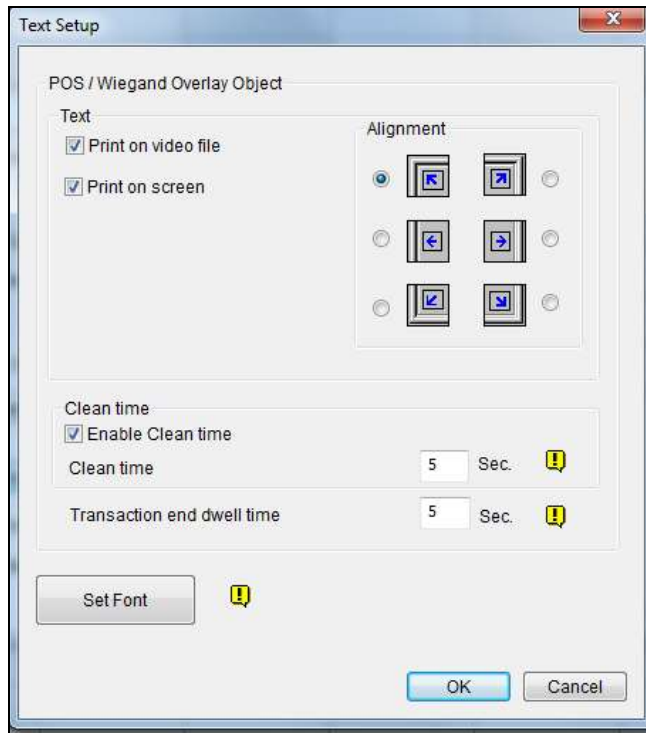 Text Setup
POS / Wiegand Overlay Object
Text
Print on video file
Print on screen
Alignment
Clean time
Enable Clean time
Clean time 5 Sec.
Transaction end dwell time 5 Sec.
Set Font
OK Cancel